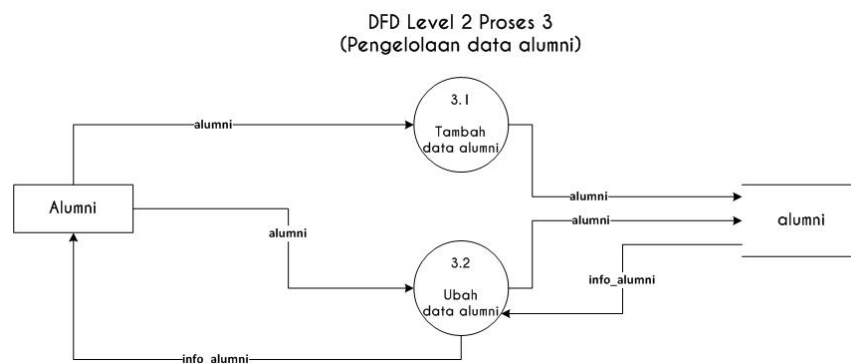 DFD Level 2 Proses 3
(Pengelolaan data alumni)
3.1
Tambah
data alumni
alumni
alumni
Alumni
alumni
alumni
alumni
3.2
Ubah
data alumni
info_alumni
info_alumni